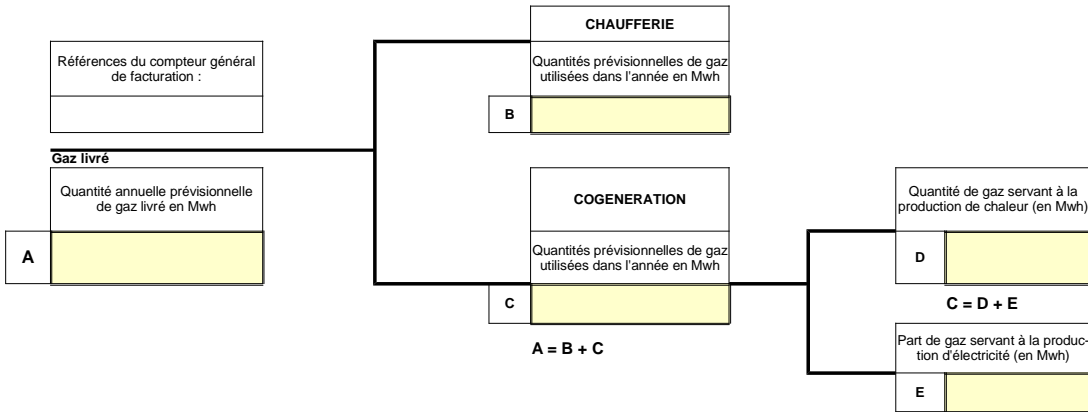 CHAUFFERIE
Références du compteur général
de facturation :
Quantités prévisionnelles de gaz
utilisées dans l'année en Mwh
B
Gaz livré
Quantité annuelle prévisionnelle
de gaz livré en Mwh
A
COGENERATION
Quantités prévisionnelles de gaz
utilisées dans l'année en Mwh
C
A = B + C
Quantité de gaz servant à la
production de chaleur (en Mwh)
D
C = D + E
Part de gaz servant à la produc-
tion d'électricité (en Mwh)
E